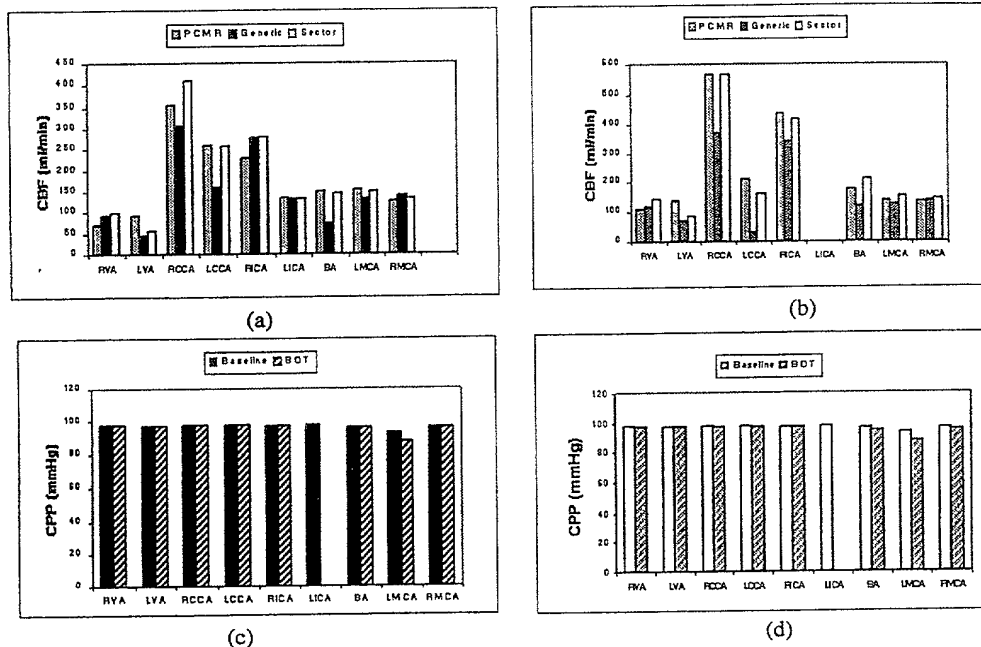 PCMR Generic Sector
CBF [ml/min]
450
400
350
300
250
200
150
100
50
0
RVA LVA RCCA LCCA RICA LICA BA LMCA RMCA
(a)
PCMR Generic Sector
CBF [ml/min]
600
500
400
300
200
100
0
RVA LVA RCCA LCCA RICA LICA BA LMCA RMCA
(b)
Baseline BOT
CPP (mmHg)
120
100
80
60
40
20
0
RVA LVA RCCA LCCA RICA LICA BA LMCA RMCA
(c)
Baseline BOT
CPP (mmHg)
120
100
80
60
40
20
0
RVA LVA RCCA LCCA RICA LICA BA LMCA RMCA
(d)